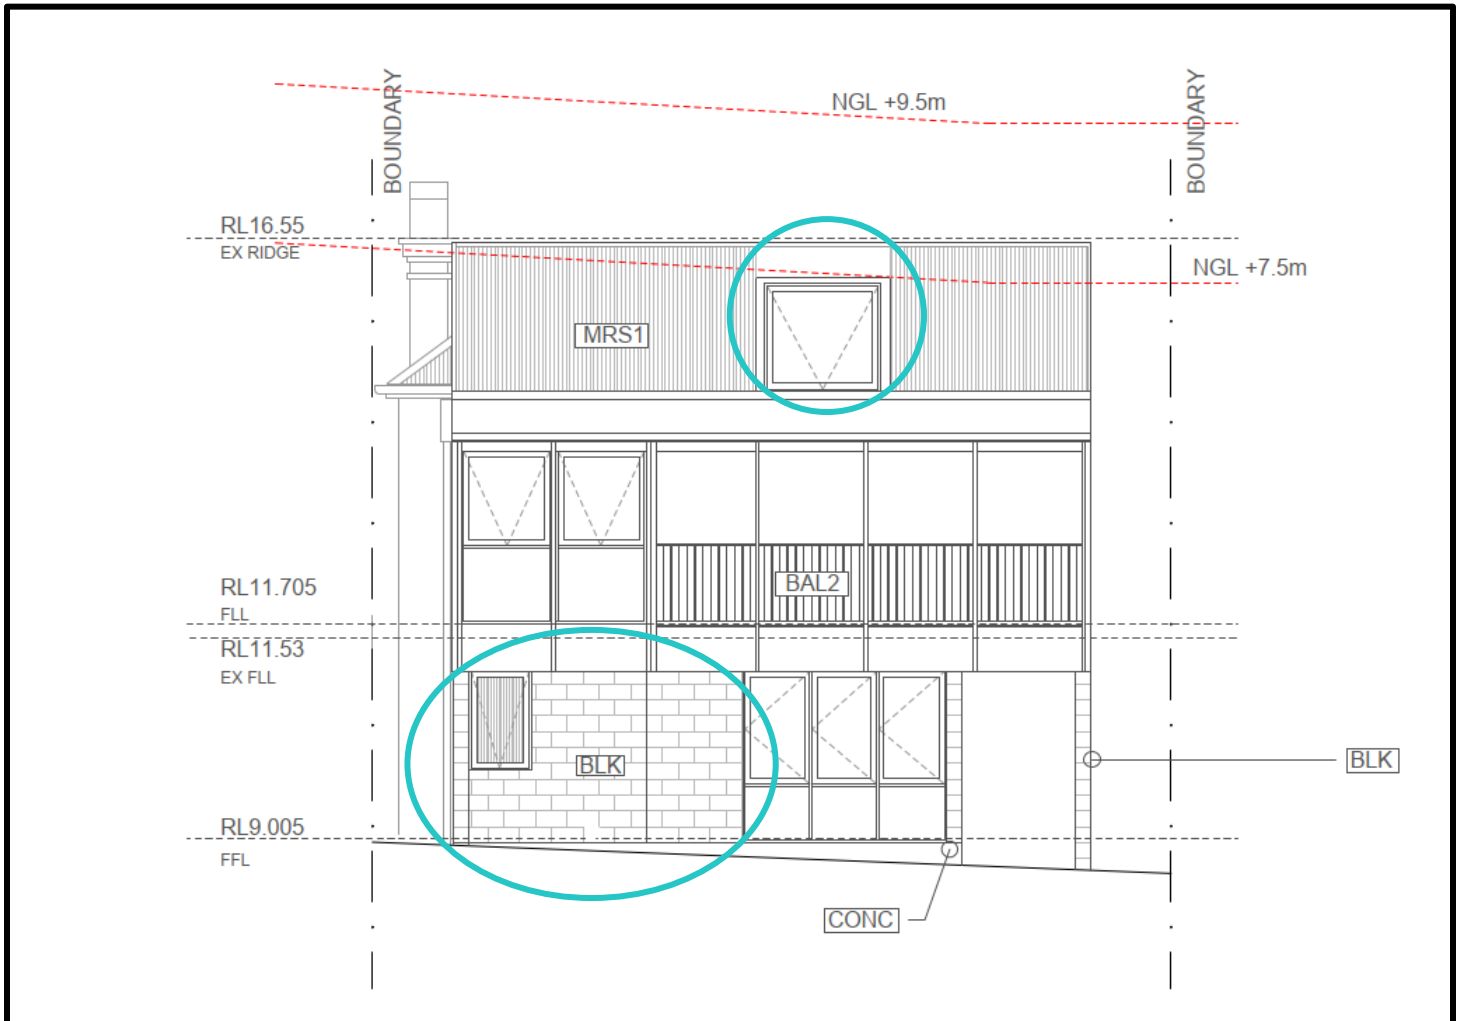 BOUNDARY
BOUNDARY
NGL +9.5m
RL16.55
EX RIDGE
NGL +7.5m
MRS1
RL11.705
FLL
BAL2
RL11.53
EX FLL
BLK
BLK
RL9.005
FFL
CONC